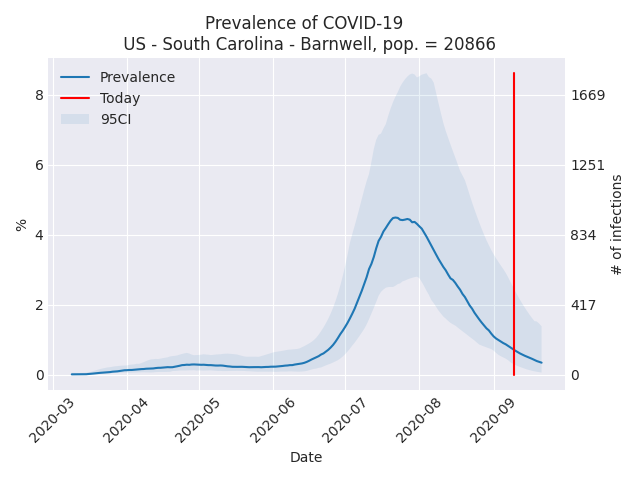 Prevalence of COVID-19
US - South Carolina - Barnwell, pop. = 20866
Prevalence
Today
95CI
8
6
4
2
0
%
1669
1251
834
417
0
# of infections
2020-03
2020-04
2020-05
2020-06
2020-07
2020-08
2020-09
Date